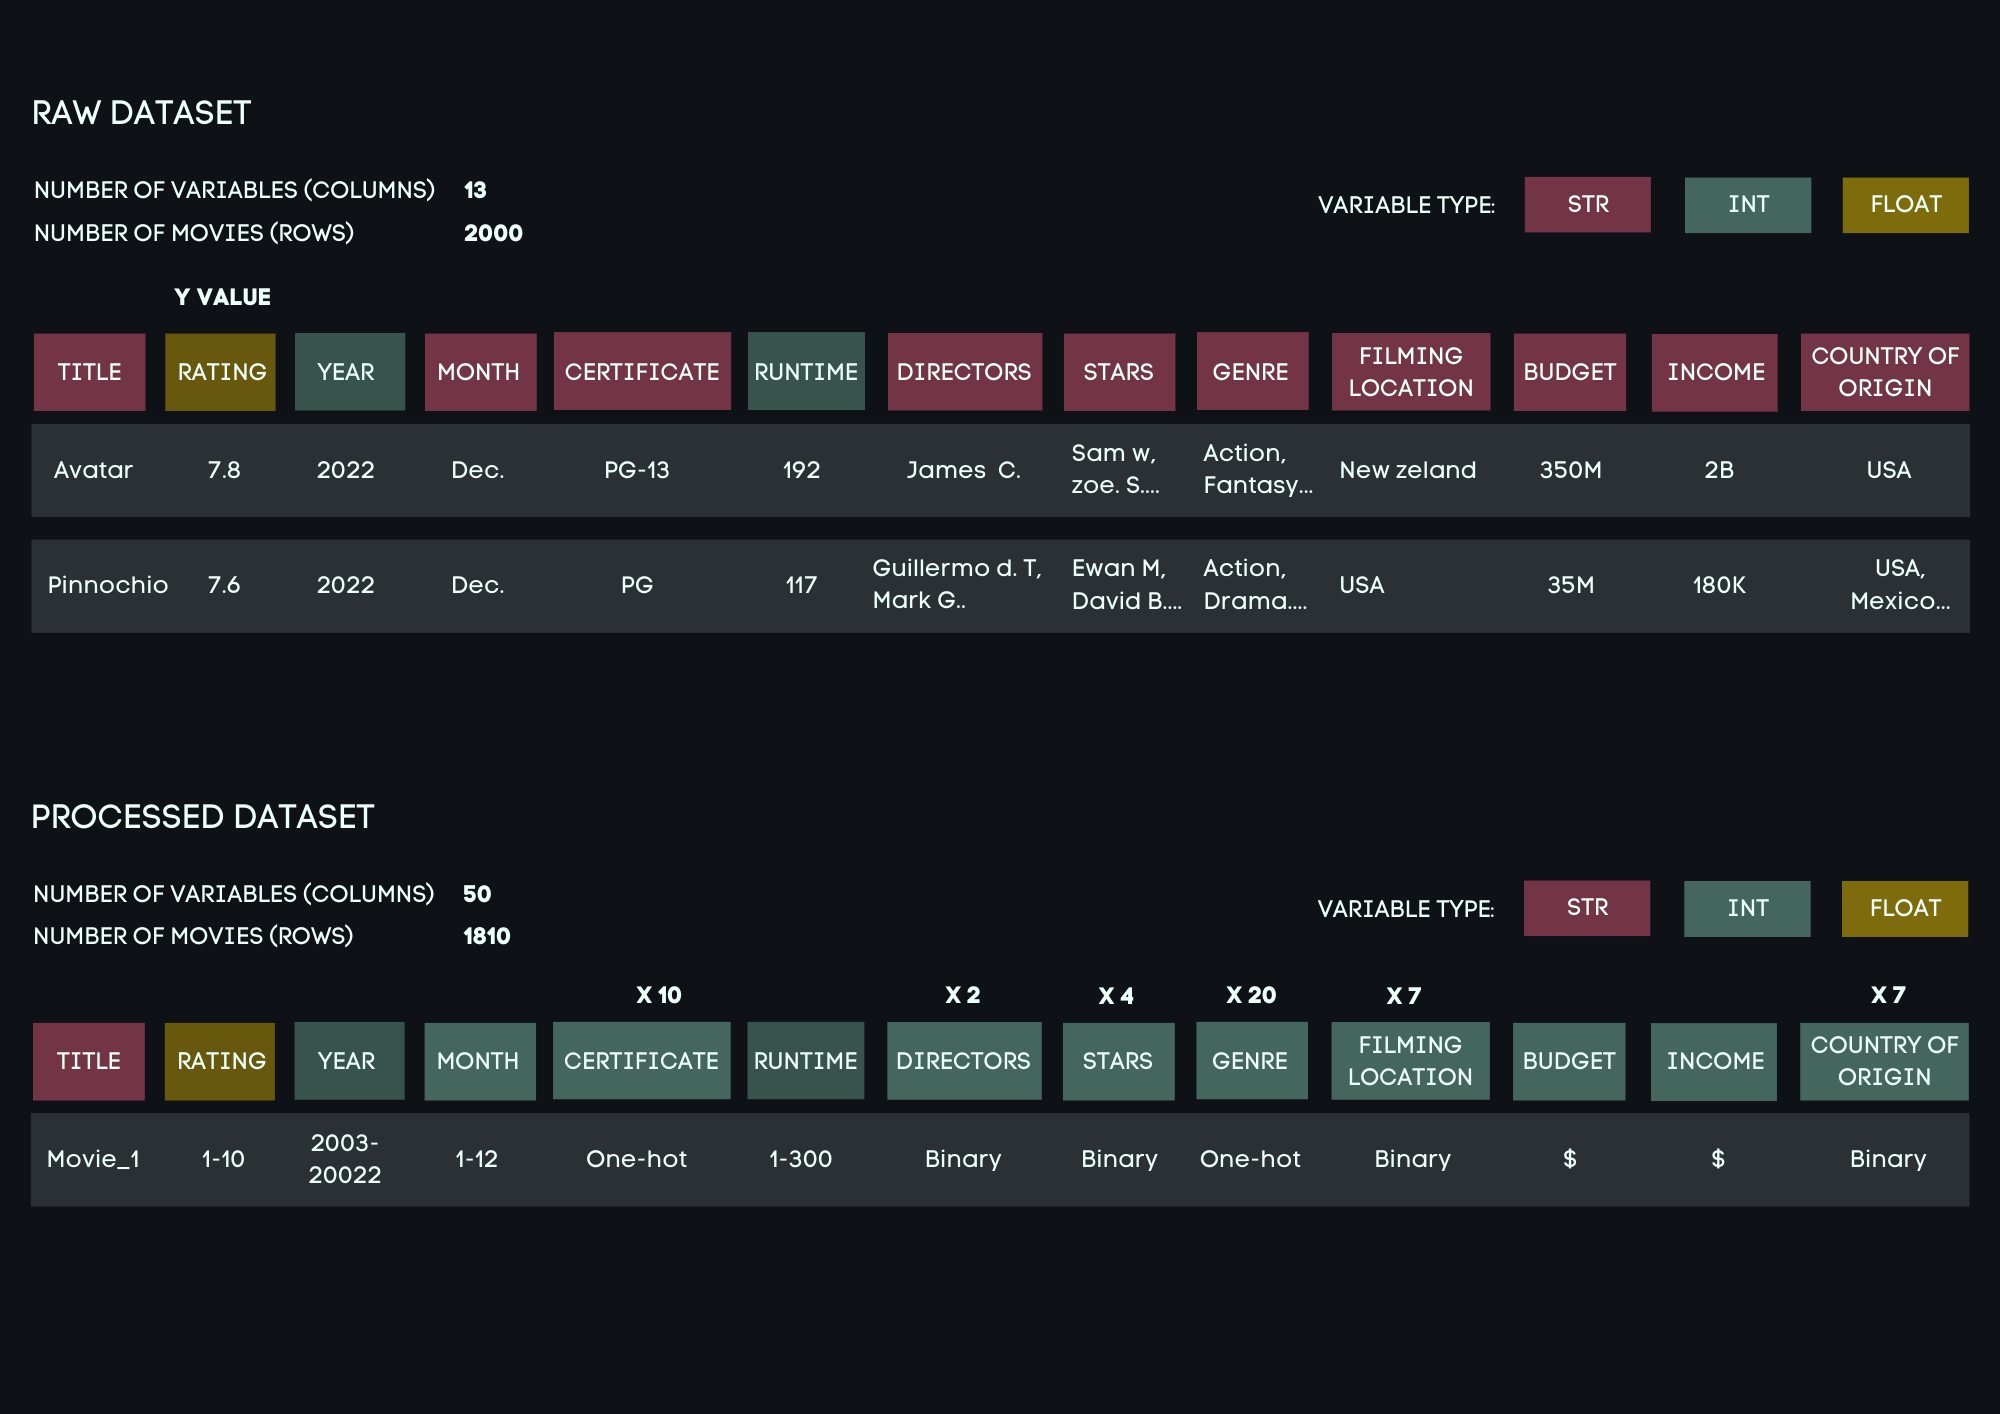 RAW DATASET
NUMBER OF VARIABLES (COLUMNS) 13
NUMBER OF MOVIES (ROWS) 2000
VARIABLE TYPE: STR INT FLOAT
Y VALUE
TITLE RATING YEAR MONTH CERTIFICATE RUNTIME DIRECTORS STARS GENRE FILMING LOCATION BUDGET INCOME COUNTRY OF ORIGIN
Avatar 7.8 2022 Dec. PG-13 192 James C. Sam w, zoe. S.... Action, Fantasy... New zeland 350M 2B USA
Pinnochio 7.6 2022 Dec. PG 117 Guillermo d. T, Mark G.. Ewan M, David B.... Action, Drama.... USA 35M 180K USA, Mexico...
PROCESSED DATASET
NUMBER OF VARIABLES (COLUMNS) 50
NUMBER OF MOVIES (ROWS) 1810
VARIABLE TYPE: STR INT FLOAT
X 10 X 2 X 4 X 20 X 7 X 7
TITLE RATING YEAR MONTH CERTIFICATE RUNTIME DIRECTORS STARS GENRE FILMING LOCATION BUDGET INCOME COUNTRY OF ORIGIN
Movie_1 1-10 2003-20022 1-12 One-hot 1-300 Binary Binary One-hot Binary $ $ Binary